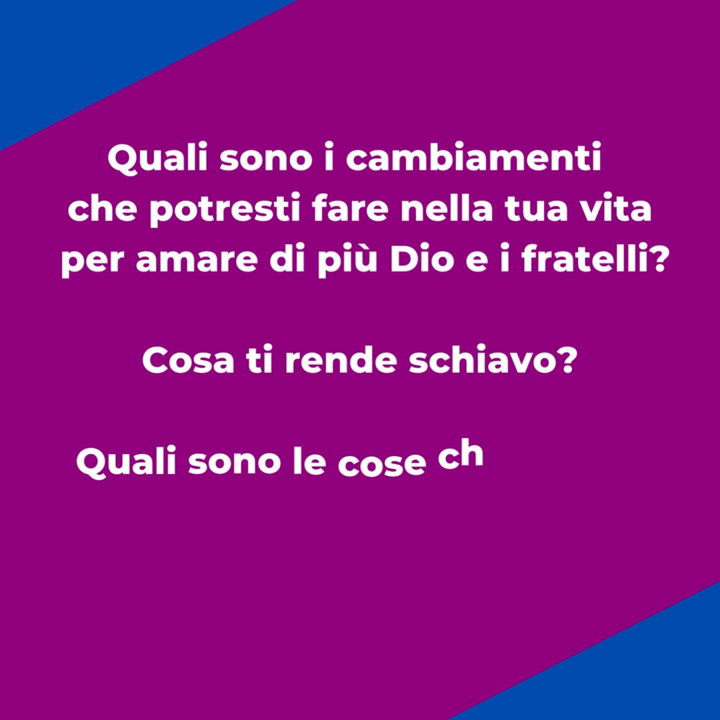 Quali sono i cambiamenti
che potresti fare nella tua vita
per amare di più Dio e i fratelli?
Cosa ti rende schiavo?
Quali sono le cose ch